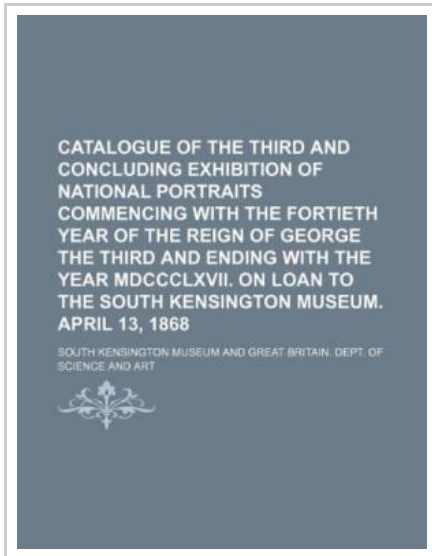 CATALOGUE OF THE THIRD AND
CONCLUDING EXHIBITION OF
NATIONAL PORTRAITS
COMMENCING WITH THE FORTIETH
YEAR OF THE REIGN OF GEORGE
THE THIRD AND ENDING WITH THE
YEAR MDCCCLXVII. ON LOAN TO
THE SOUTH KENSINGTON MUSEUM.
APRIL 13, 1868
SOUTH KENSINGTON MUSEUM AND GREAT BRITAIN. DEPT. OF
SCIENCE AND ART